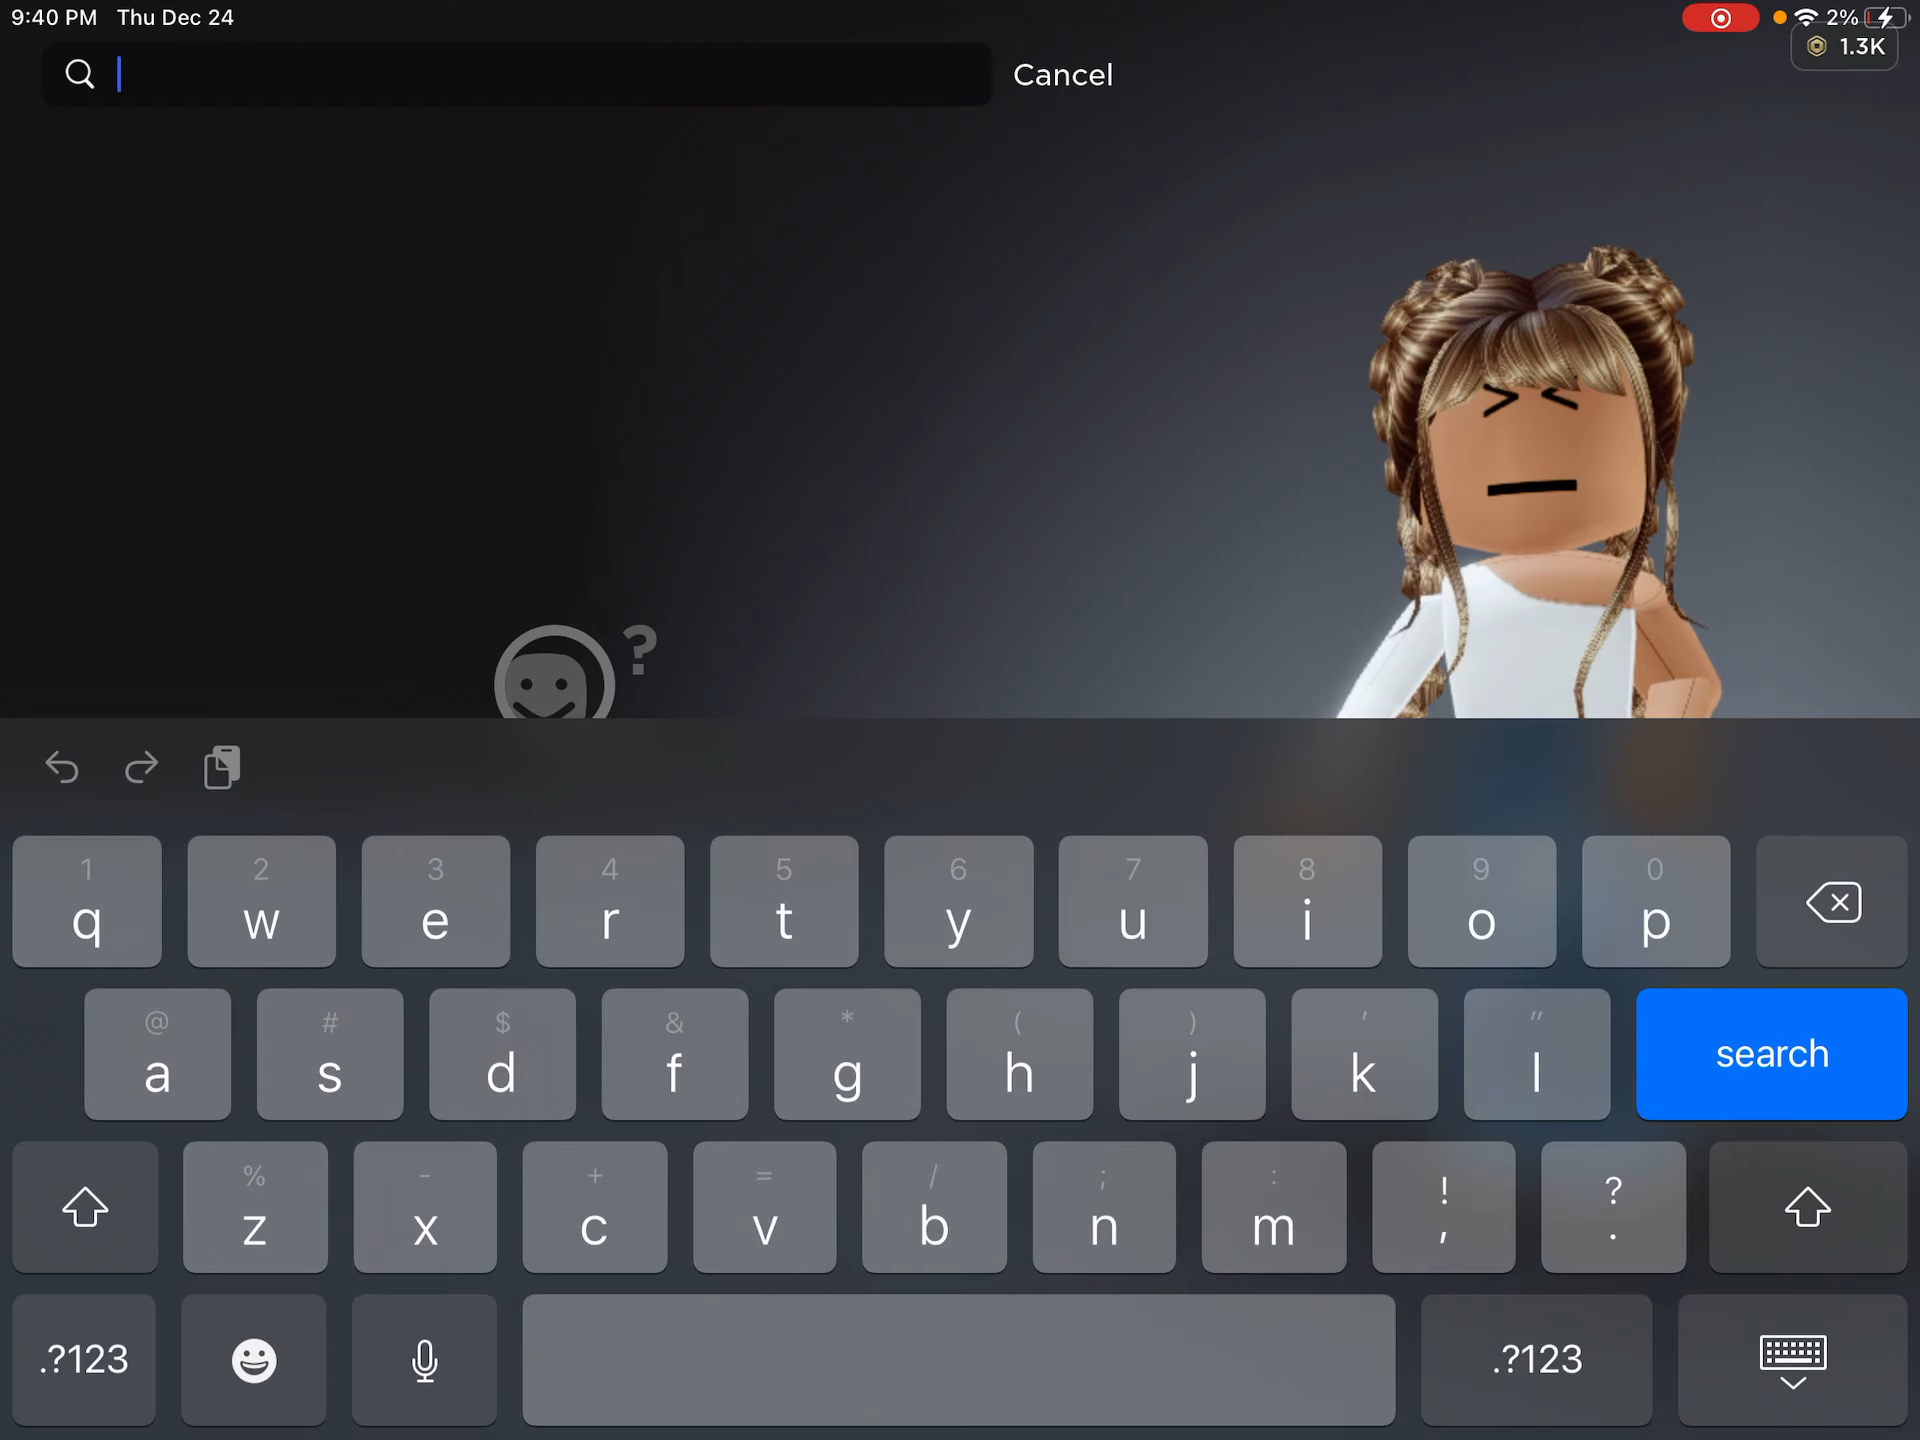 9:40 PM Thu Dec 24 2%
1.3K
Cancel
?
1 2 3 4 5 6 7 8 9 0
q w e r t y u i o p
@ # $ & * ( ) ' "
a s d f g h j k l search
% - + = / ; : ! ?
z x c v b n m , .
.?123 .?123